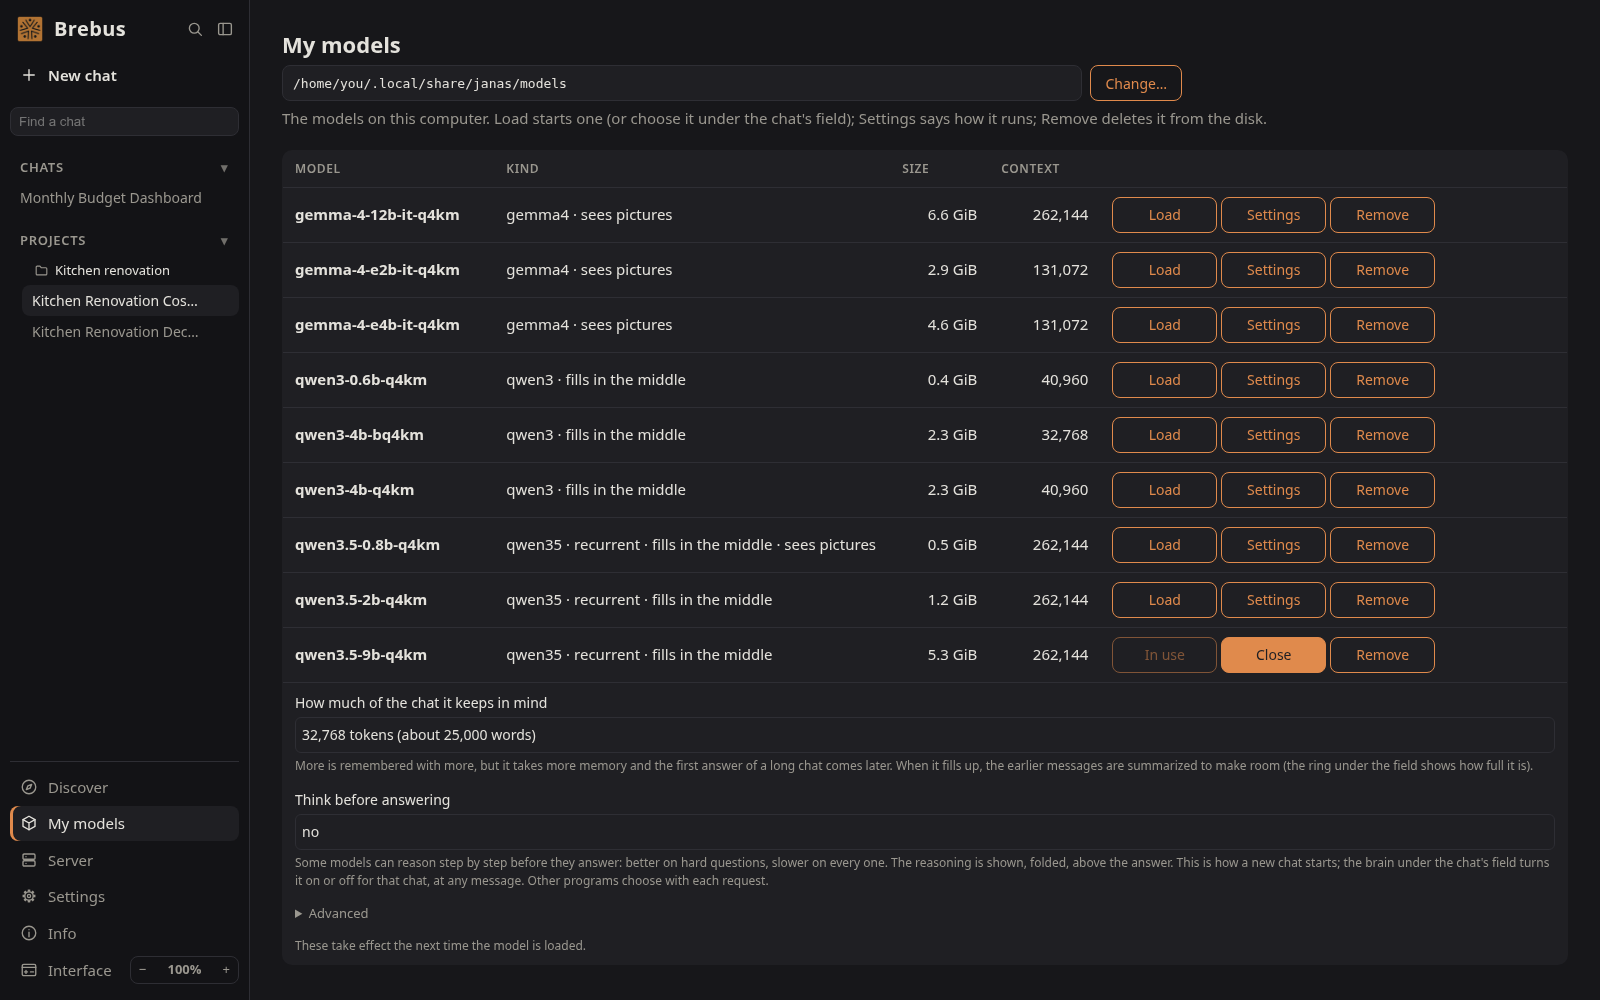 Brebus
New chat
Find a chat
CHATS ▼
Monthly Budget Dashboard
PROJECTS ▼
Kitchen renovation
Kitchen Renovation Cos...
Kitchen Renovation Dec...
Discover
My models
Server
Settings
Info
Interface − 100% +
My models
/home/you/.local/share/janas/models Change...
The models on this computer. Load starts one (or choose it under the chat's field); Settings says how it runs; Remove deletes it from the disk.
MODEL KIND SIZE CONTEXT
gemma-4-12b-it-q4km gemma4 · sees pictures 6.6 GiB 262,144 Load Settings Remove
gemma-4-e2b-it-q4km gemma4 · sees pictures 2.9 GiB 131,072 Load Settings Remove
gemma-4-e4b-it-q4km gemma4 · sees pictures 4.6 GiB 131,072 Load Settings Remove
qwen3-0.6b-q4km qwen3 · fills in the middle 0.4 GiB 40,960 Load Settings Remove
qwen3-4b-bq4km qwen3 · fills in the middle 2.3 GiB 32,768 Load Settings Remove
qwen3-4b-q4km qwen3 · fills in the middle 2.3 GiB 40,960 Load Settings Remove
qwen3.5-0.8b-q4km qwen35 · recurrent · fills in the middle · sees pictures 0.5 GiB 262,144 Load Settings Remove
qwen3.5-2b-q4km qwen35 · recurrent · fills in the middle 1.2 GiB 262,144 Load Settings Remove
qwen3.5-9b-q4km qwen35 · recurrent · fills in the middle 5.3 GiB 262,144 In use Close Remove
How much of the chat it keeps in mind
32,768 tokens (about 25,000 words)
More is remembered with more, but it takes more memory and the first answer of a long chat comes later. When it fills up, the earlier messages are summarized to make room (the ring under the field shows how full it is).
Think before answering
no
Some models can reason step by step before they answer: better on hard questions, slower on every one. The reasoning is shown, folded, above the answer. This is how a new chat starts; the brain under the chat's field turns
it on or off for that chat, at any message. Other programs choose with each request.
▶ Advanced
These take effect the next time the model is loaded.